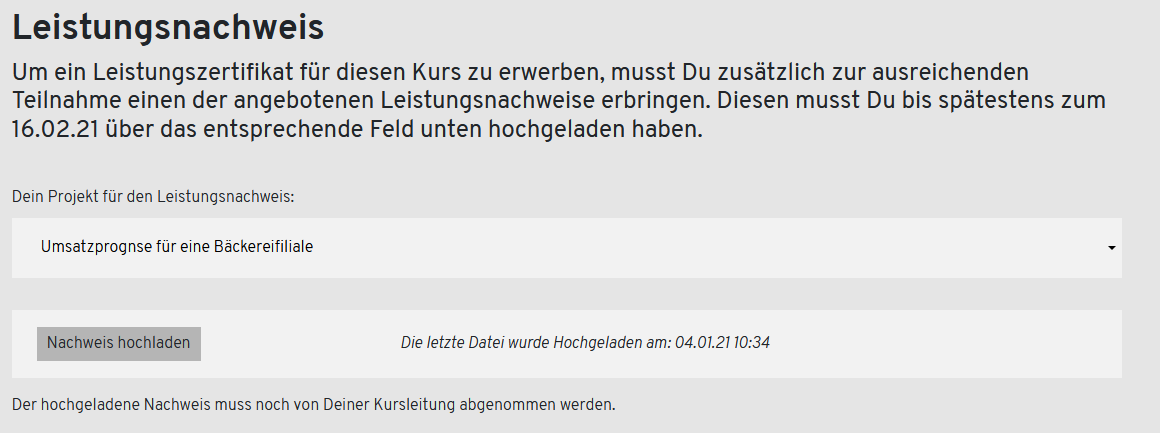 Leistungsnachweis
Um ein Leistungszertifikat für diesen Kurs zu erwerben, musst Du zusätzlich zur ausreichenden
Teilnahme einen der angebotenen Leistungsnachweise erbringen. Diesen musst Du bis spätestens zum
16.02.21 über das entsprechende Feld unten hochgeladen haben.
Dein Projekt für den Leistungsnachweis:
Umsatzprognse für eine Bäckereifiliale
Nachweis hochladen Die letzte Datei wurde Hochgeladen am: 04.01.21 10:34
Der hochgeladene Nachweis muss noch von Deiner Kursleitung abgenommen werden.